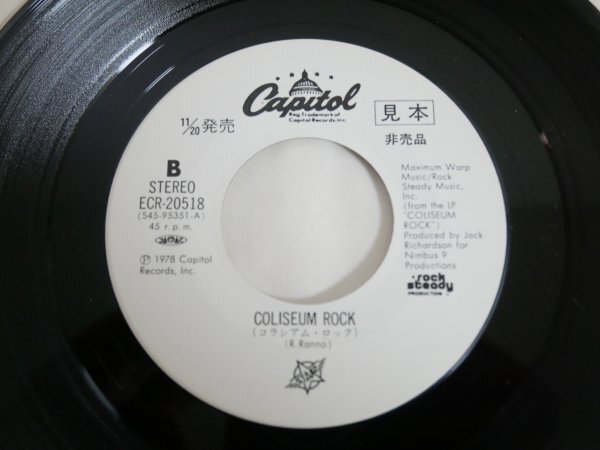 Capitol
Reg. Trademark of
Capitol Records, Inc.
11/20発売
見本
非売品
B
STEREO
ECR-20518
(S45-95351-A)
45 r.p.m.
℗ 1978 Capitol
Records, Inc.
Maximum Warp
Music/Rock
Steady Music,
Inc.
(from the LP
"COLISEUM
ROCK")
Produced by Jack
Richardson for
Nimbus 9
Productions
rock
steady
PRODUCTION
COLISEUM ROCK
(コラシアム・ロック)
(R.Ranno)